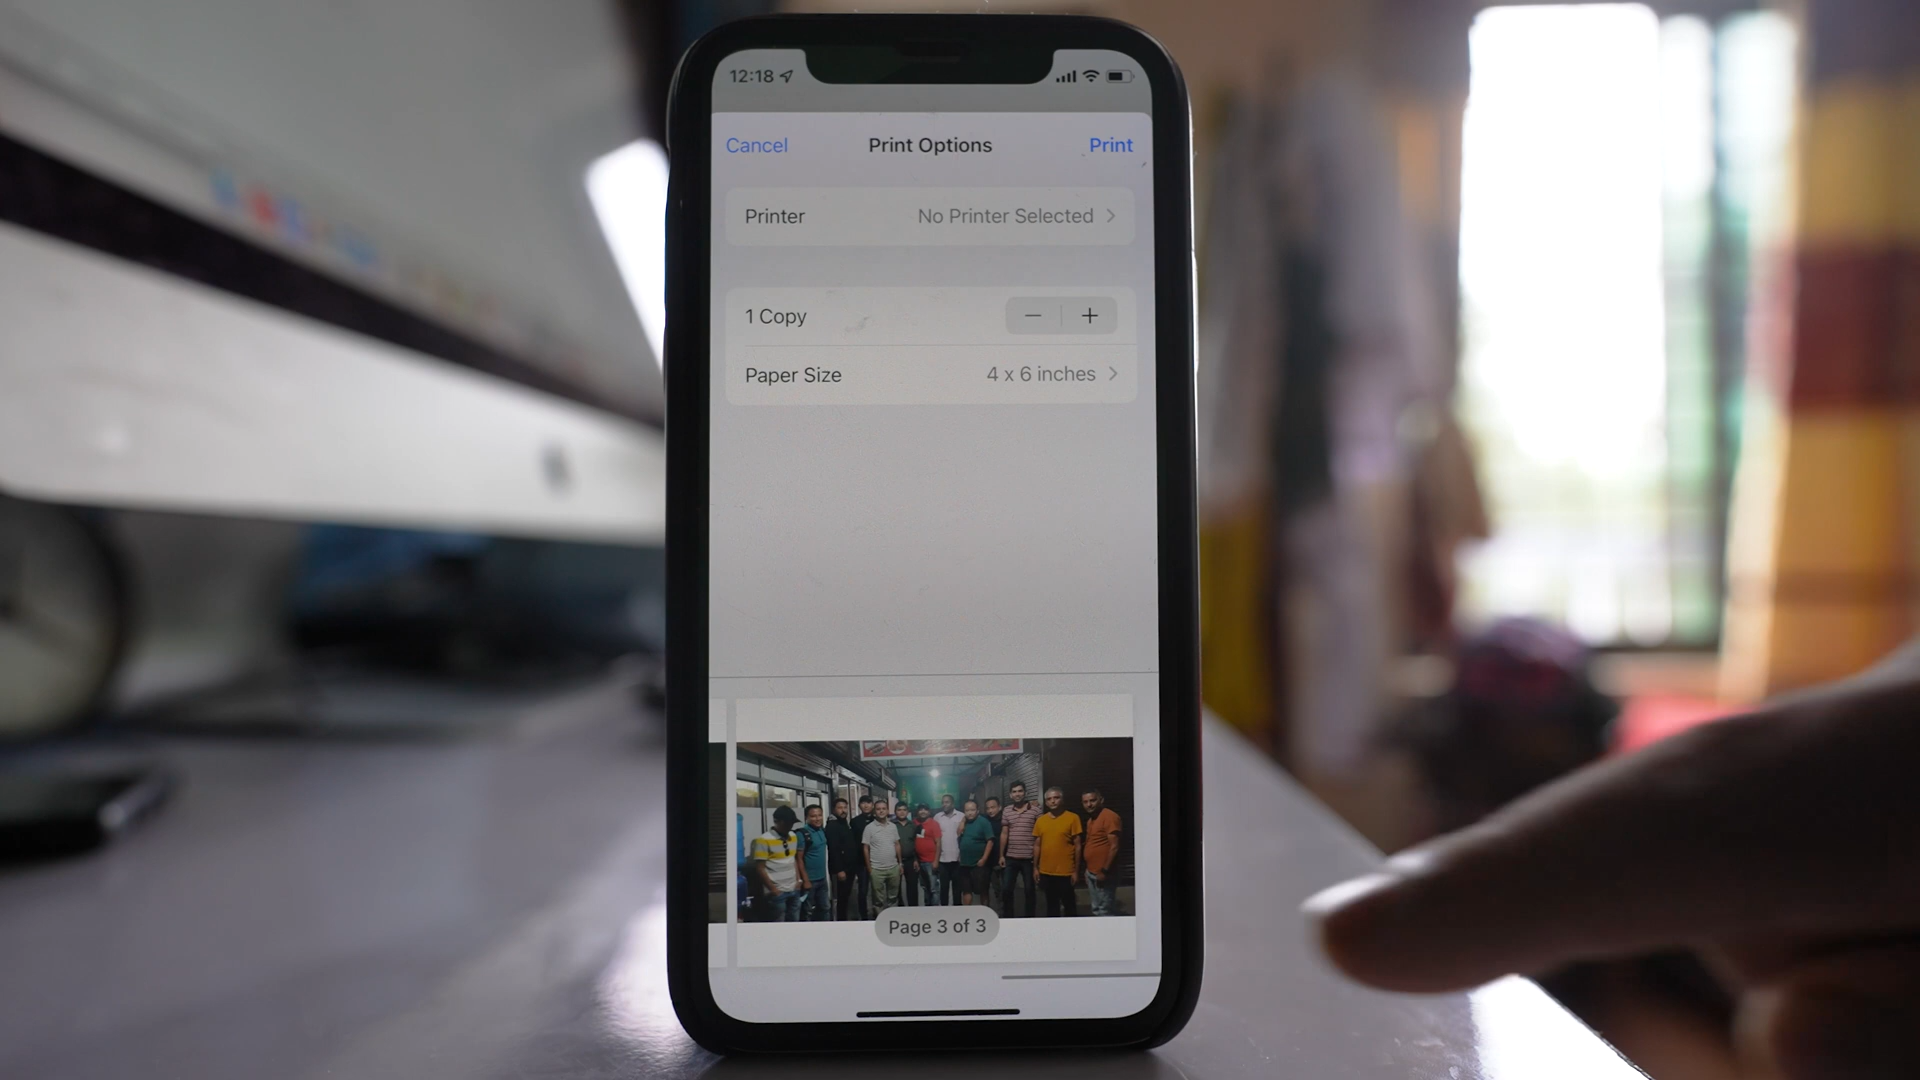 12:18
Cancel Print Options Print
Printer No Printer Selected
1 Copy − +
Paper Size 4 x 6 inches
Page 3 of 3